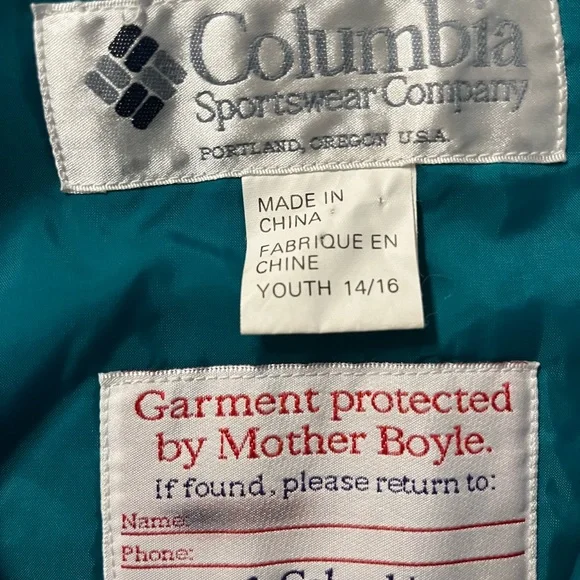 Columbia
Sportswear Company
PORTLAND, OREGON U.S.A.
MADE IN
CHINA
FABRIQUE EN
CHINE
YOUTH 14/16
Garment protected
by Mother Boyle.
If found, please return to:
Name:
Phone: